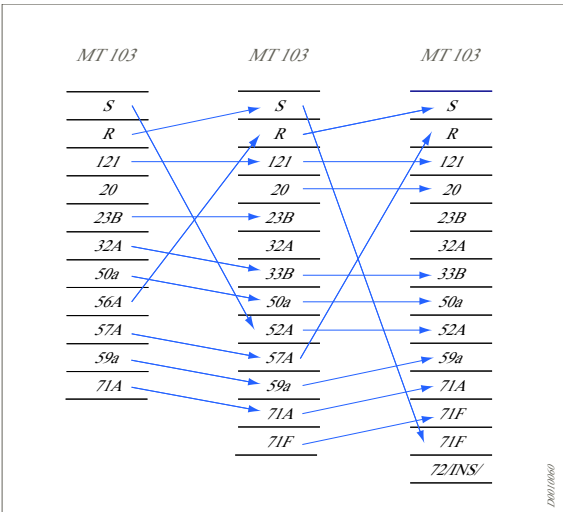 MT 103
S
R
121
20
23B
32A
50a
56A
57A
59a
71A
MT 103
S
R
121
20
23B
32A
33B
50a
52A
57A
59a
71A
71F
MT 103
S
R
121
20
23B
32A
33B
50a
52A
59a
71A
71F
71F
72/INS/
D0010060